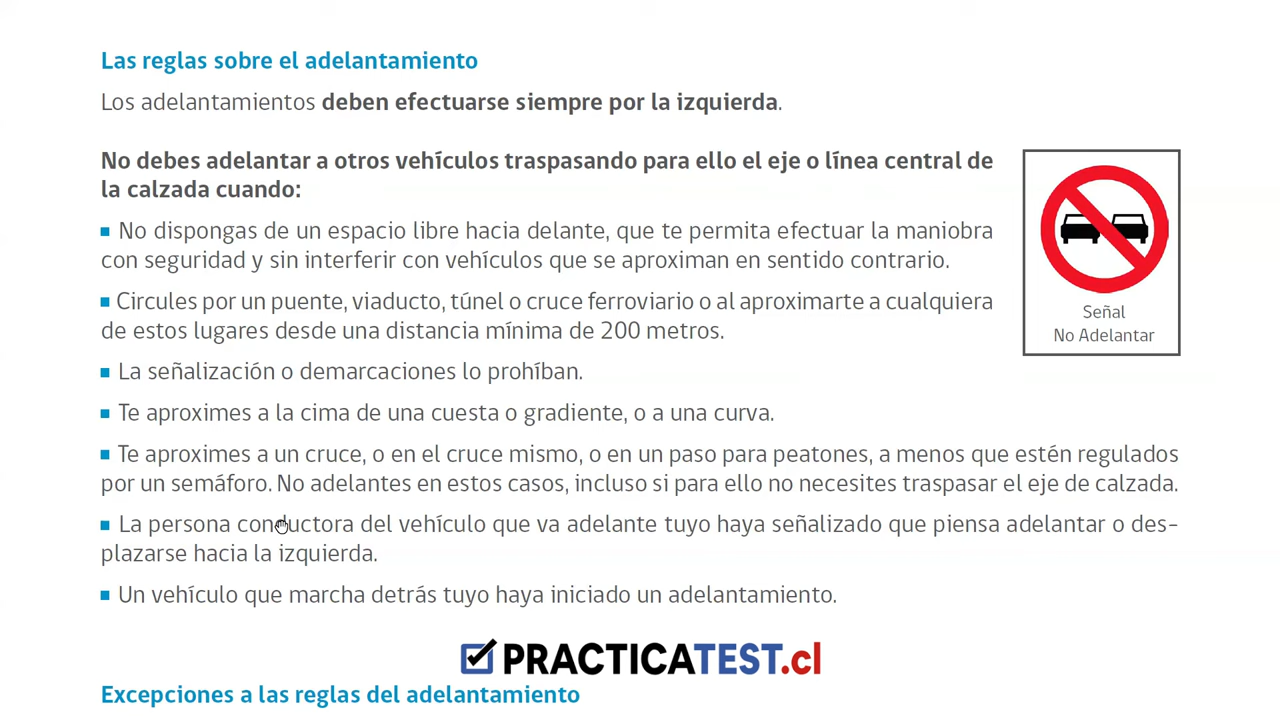 Las reglas sobre el adelantamiento
Los adelantamientos deben efectuarse siempre por la izquierda.
No debes adelantar a otros vehículos traspasando para ello el eje o línea central de
la calzada cuando:
No dispongas de un espacio libre hacia delante, que te permita efectuar la maniobra
con seguridad y sin interferir con vehículos que se aproximan en sentido contrario.
Circules por un puente, viaducto, túnel o cruce ferroviario o al aproximarte a cualquiera
de estos lugares desde una distancia mínima de 200 metros.
Señal
No Adelantar
La señalización o demarcaciones lo prohíban.
Te aproximes a la cima de una cuesta o gradiente, o a una curva.
Te aproximes a un cruce, o en el cruce mismo, o en un paso para peatones, a menos que estén regulados
por un semáforo. No adelantes en estos casos, incluso si para ello no necesites traspasar el eje de calzada.
La persona conductora del vehículo que va adelante tuyo haya señalizado que piensa adelantar o des-
plazarse hacia la izquierda.
Un vehículo que marcha detrás tuyo haya iniciado un adelantamiento.
PRACTICATEST.cl
Excepciones a las reglas del adelantamiento